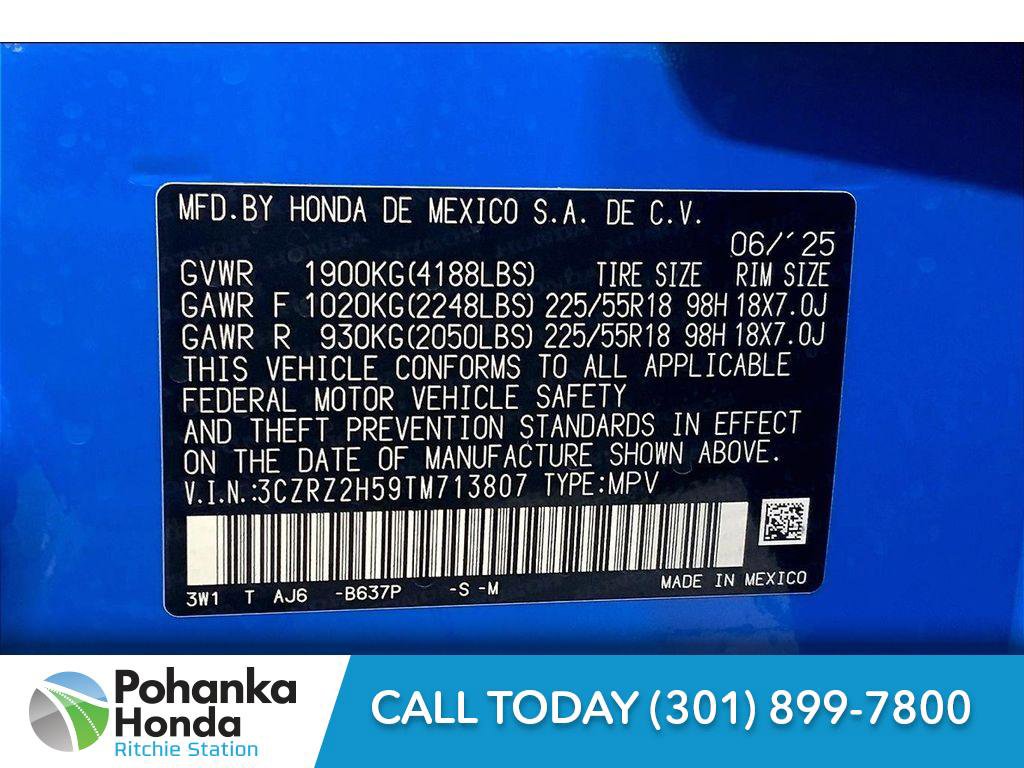 MFD.BY HONDA DE MEXICO S.A. DE C.V.
06/´25
GVWR 1900KG(4188LBS) TIRE SIZE RIM SIZE
GAWR F 1020KG(2248LBS) 225/55R18 98H 18X7.0J
GAWR R 930KG(2050LBS) 225/55R18 98H 18X7.0J
THIS VEHICLE CONFORMS TO ALL APPLICABLE
FEDERAL MOTOR VEHICLE SAFETY
AND THEFT PREVENTION STANDARDS IN EFFECT
ON THE DATE OF MANUFACTURE SHOWN ABOVE.
V.I.N.:3CZRZ2H59TM713807 TYPE:MPV
3W1 T AJ6 -B637P -S -M MADE IN MEXICO
Pohanka
Honda
Ritchie Station
CALL TODAY (301) 899-7800